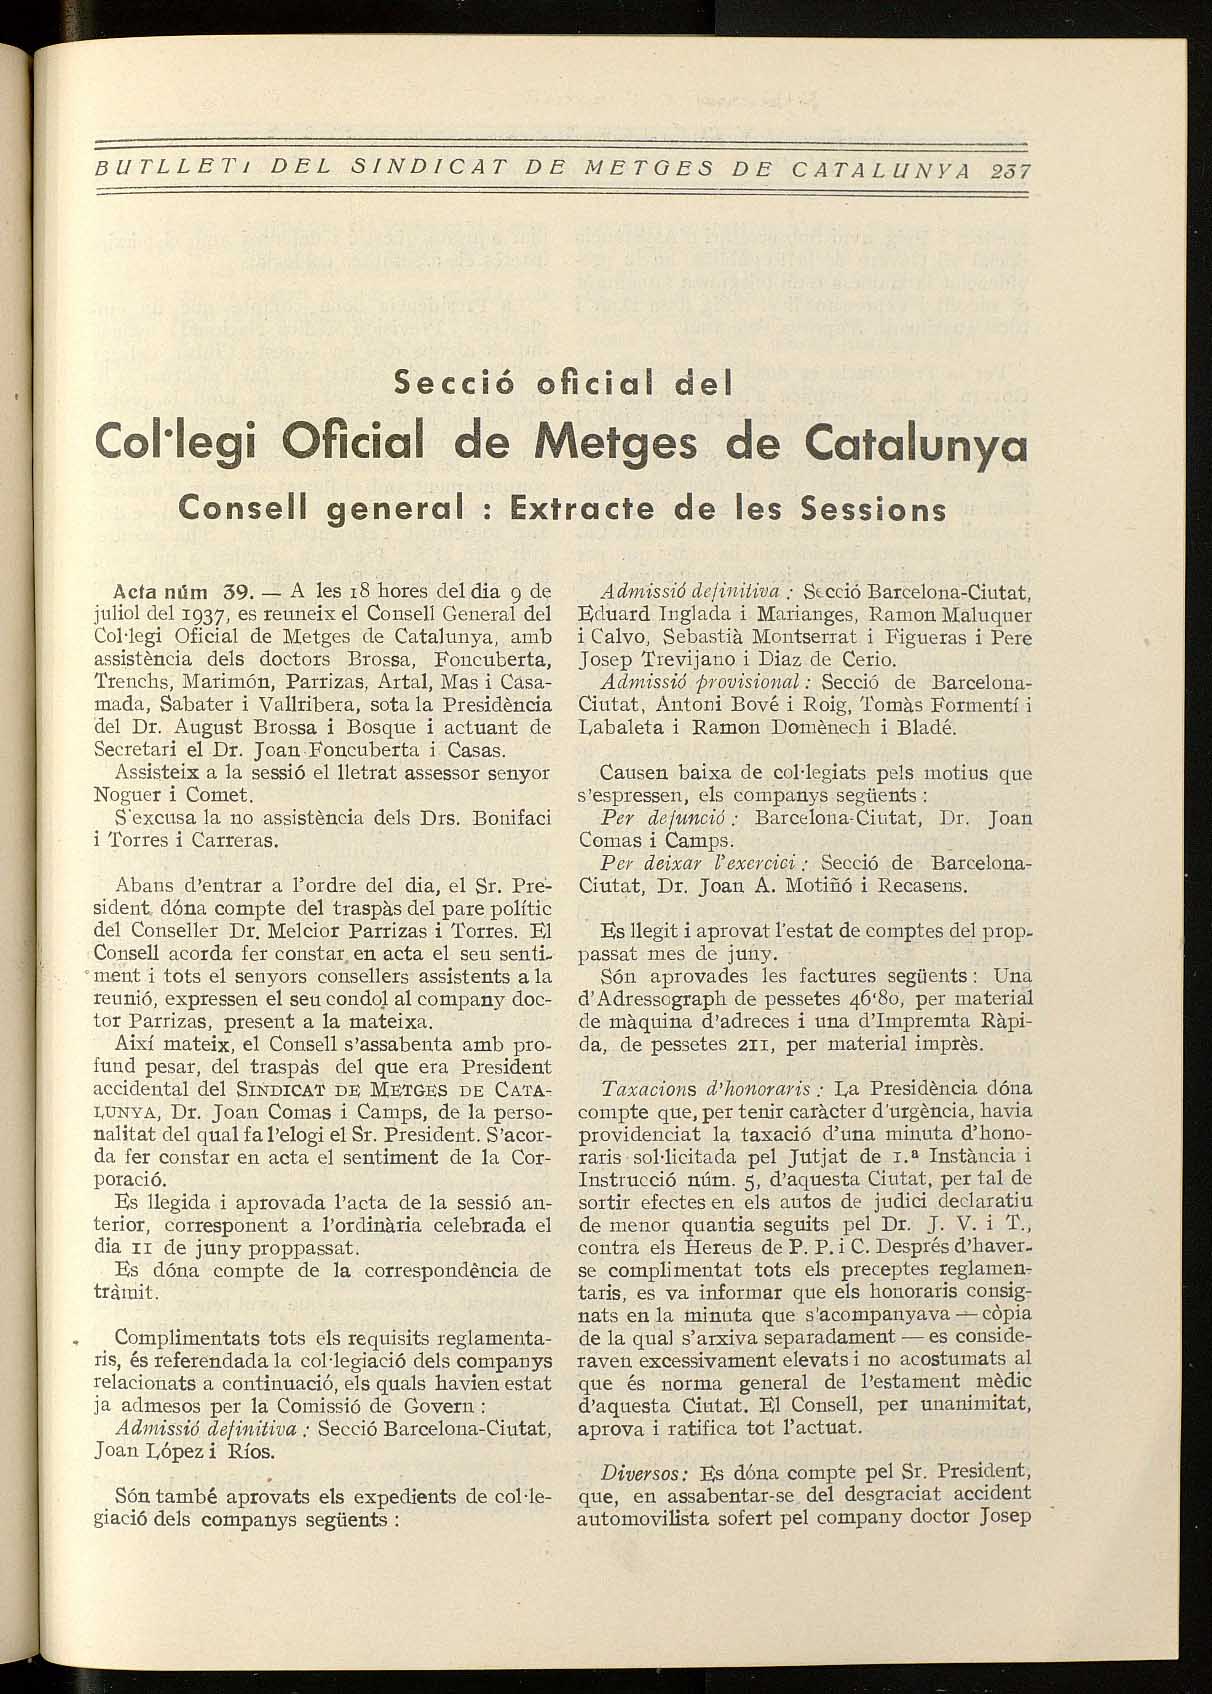 BUTLLETI DEL SINDICAT DE METGES DE CATALUNYA 237
Secció oficial del
Col·legi Oficial de Metges de Catalunya
Consell general : Extracte de les Sessions
Acta núm 39. — A les 18 hores del dia 9 de
juliol del 1937, es reuneix el Consell General del
Col·legi Oficial de Metges de Catalunya, amb
assistència dels doctors Brossa, Foncuberta,
Trenchs, Marimón, Parrizas, Artal, Mas i Casa-
mada, Sabater i Vallribera, sota la Presidència
del Dr. August Brossa i Bosque i actuant de
Secretari el Dr. Joan Foncuberta i Casas.
Assisteix a la sessió el lletrat assessor senyor
Noguer i Comet.
S'excusa la no assistència dels Drs. Bonifaci
i Torres i Carreras.
Abans d'entrar a l'ordre del dia, el Sr. Pre-
sident dóna compte del traspàs del pare polític
del Conseller Dr. Melcior Parrizas i Torres. El
Consell acorda fer constar en acta el seu senti-
ment i tots el senyors consellers assistents a la
reunió, expressen el seu condol al company doc-
tor Parrizas, present a la mateixa.
Així mateix, el Consell s'assabenta amb pro-
fund pesar, del traspàs del que era President
accidental del SINDICAT DE METGES DE CATA-
LUNYA, Dr. Joan Comas i Camps, de la perso-
nalitat del qual fa l'elogi el Sr. President. S'acor-
da fer constar en acta el sentiment de la Cor-
poració.
Es llegida i aprovada l'acta de la sessió an-
terior, corresponent a l'ordinària celebrada el
dia 11 de juny proppassat.
Es dóna compte de la correspondència de
tràmit.
Complimentats tots els requisits reglamenta-
ris, és referendada la col·legiació dels companys
relacionats a continuació, els quals havien estat
ja admesos per la Comissió de Govern :
Admissió definitiva : Secció Barcelona-Ciutat,
Joan López i Ríos.
Són també aprovats els expedients de col·le-
giació dels companys següents :
Admissió definitiva : Secció Barcelona-Ciutat,
Eduard Inglada i Marianges, Ramon Maluquer
i Calvo, Sebastià Montserrat i Figueras i Pere
Josep Trevijano i Diaz de Cerio.
Admissió provisional : Secció de Barcelona-
Ciutat, Antoni Bové i Roig, Tomàs Formentí i
Labaleta i Ramon Domènech i Bladé.
Causen baixa de col·legiats pels motius que
s'espressen, els companys següents :
Per defunció : Barcelona-Ciutat, Dr. Joan
Comas i Camps.
Per deixar l'exercici : Secció de Barcelona-
Ciutat, Dr. Joan A. Motiñó i Recasens.
Es llegit i aprovat l'estat de comptes del prop-
passat mes de juny.
Són aprovades les factures següents : Una
d'Adressograph de pessetes 46'80, per material
de màquina d'adreces i una d'Impremta Ràpi-
da, de pessetes 211, per material imprès.
Taxacions d'honoraris : La Presidència dóna
compte que, per tenir caràcter d'urgència, havia
providenciat la taxació d'una minuta d'hono-
raris sol·licitada pel Jutjat de 1.ª Instància i
Instrucció núm. 5, d'aquesta Ciutat, per tal de
sortir efectes en els autos de judici declaratiu
de menor quantia seguits pel Dr. J. V. i T.,
contra els Hereus de P. P. i C. Després d'haver-
se complimentat tots els preceptes reglamen-
taris, es va informar que els honoraris consig-
nats en la minuta que s'acompanyava — còpia
de la qual s'arxiva separadament — es conside-
raven excessivament elevats i no acostumats al
que és norma general de l'estament mèdic
d'aquesta Ciutat. El Consell, per unanimitat,
aprova i ratifica tot l'actuat.
Diversos : Es dóna compte pel Sr. President,
que, en assabentar-se del desgraciat accident
automovilista sofert pel company doctor Josep